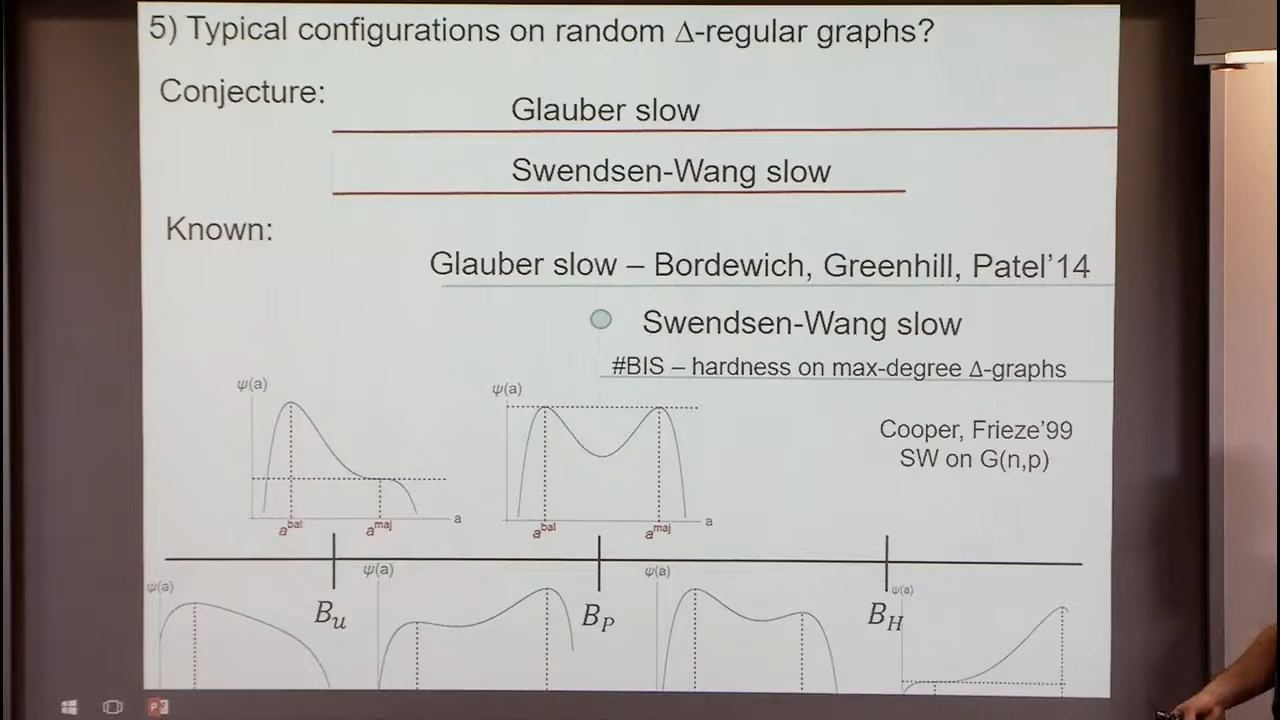 5) Typical configurations on random Δ-regular graphs?
Conjecture:
Glauber slow
Swendsen-Wang slow
Known:
Glauber slow – Bordewich, Greenhill, Patel'14
Swendsen-Wang slow
#BIS – hardness on max-degree Δ-graphs
Cooper, Frieze'99
SW on G(n,p)
ψ(a)
a^bal
a^maj
a
ψ(a)
a^bal
a^maj
a
B_u
B_P
B_H
ψ(a)
ψ(a)
ψ(a)
ψ(a)